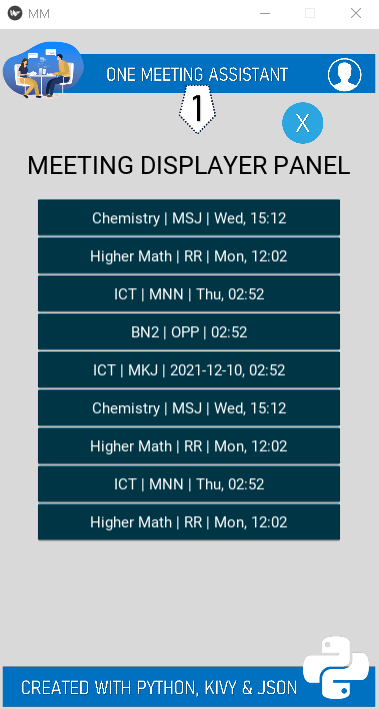 MM
ONE MEETING ASSISTANT
1
X
MEETING DISPLAYER PANEL
Chemistry | MSJ | Wed, 15:12
Higher Math | RR | Mon, 12:02
ICT | MNN | Thu, 02:52
BN2 | OPP | 02:52
ICT | MKJ | 2021-12-10, 02:52
Chemistry | MSJ | Wed, 15:12
Higher Math | RR | Mon, 12:02
ICT | MNN | Thu, 02:52
Higher Math | RR | Mon, 12:02
CREATED WITH PYTHON, KIVY & JSON